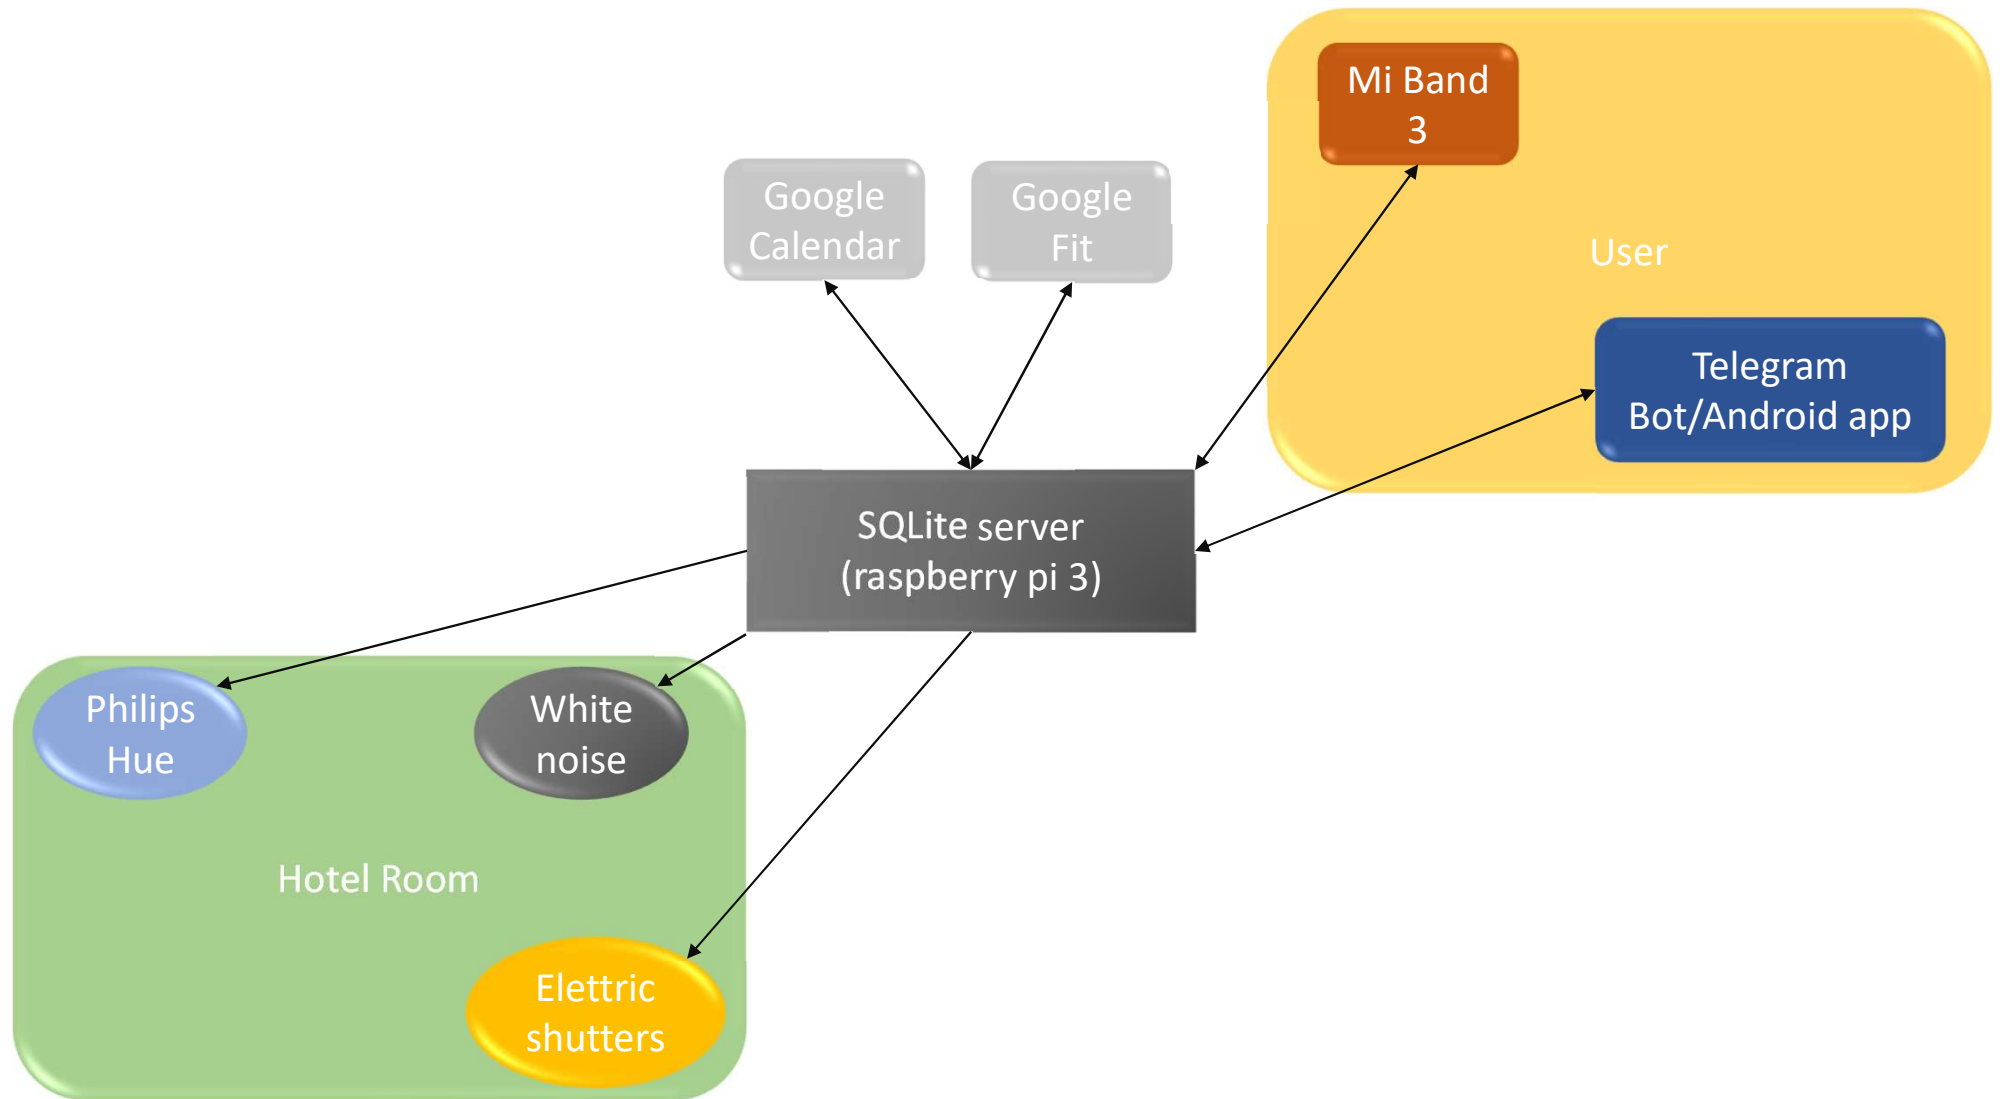 Mi Band
3
Google
Calendar
Google
Fit
User
Telegram
Bot/Android app
SQLite server
(raspberry pi 3)
Philips
Hue
White
noise
Hotel Room
Elettric
shutters